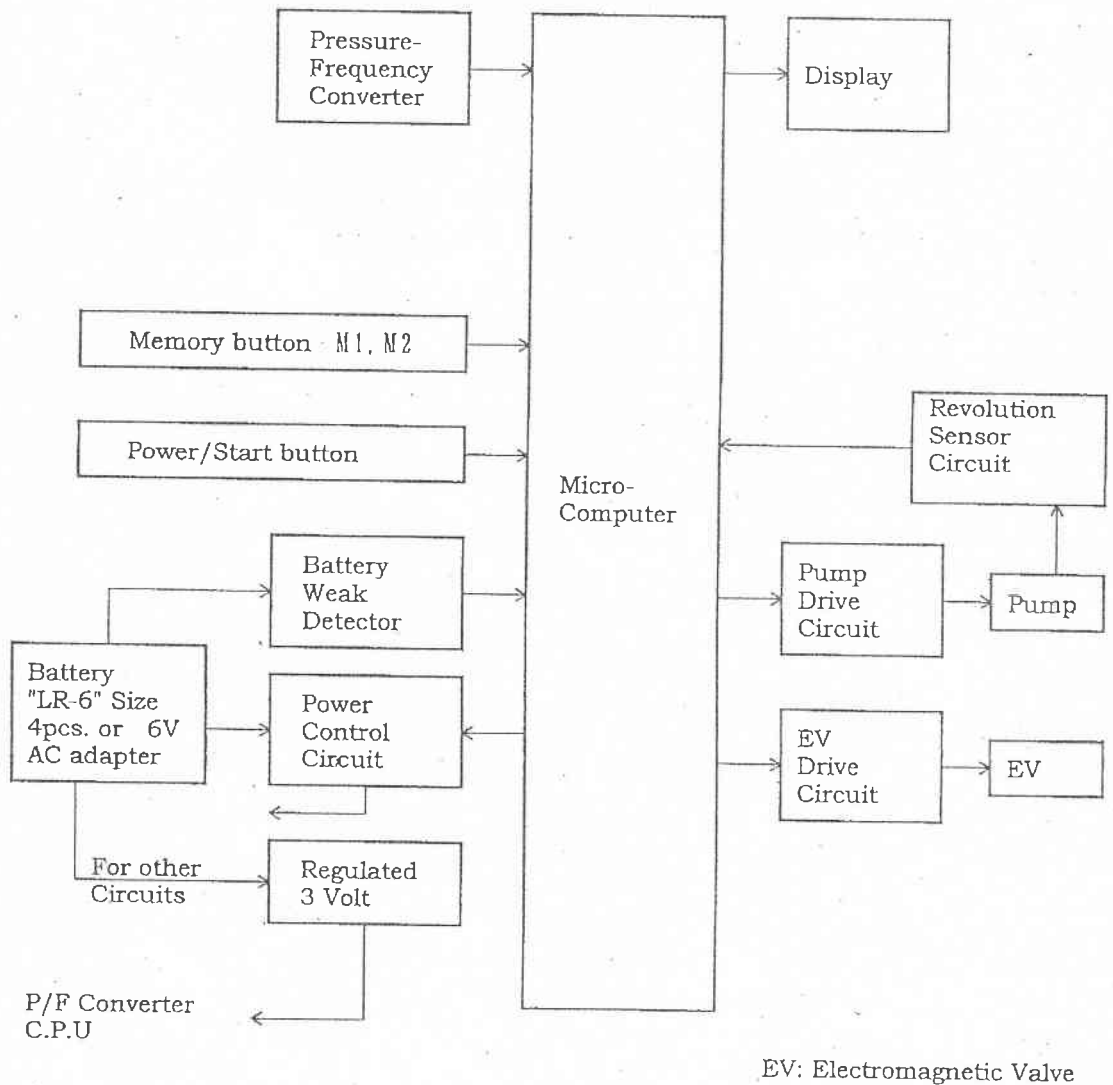 Pressure-
Frequency
Converter
Display
Memory button M1, M2
Power/Start button
Revolution
Sensor
Circuit
Micro-
Computer
Battery
Weak
Detector
Pump
Drive
Circuit
Pump
Battery
"LR-6" Size
4pcs. or 6V
AC adapter
Power
Control
Circuit
EV
Drive
Circuit
EV
For other
Circuits
Regulated
3 Volt
P/F Converter
C.P.U
EV: Electromagnetic Valve